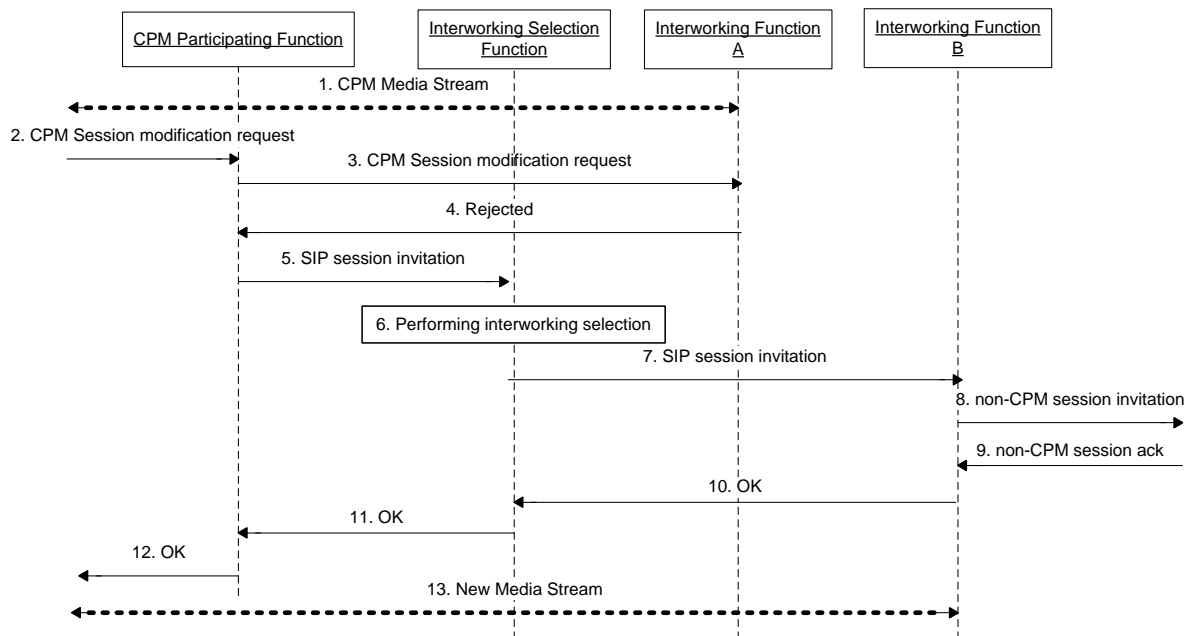 CPM Participating Function
Interworking Selection
Function
Interworking Function
A
Interworking Function
B
1. CPM Media Stream
2. CPM Session modification request
3. CPM Session modification request
4. Rejected
5. SIP session invitation
6. Performing interworking selection
7. SIP session invitation
8. non-CPM session invitation
9. non-CPM session ack
10. OK
11. OK
12. OK
13. New Media Stream